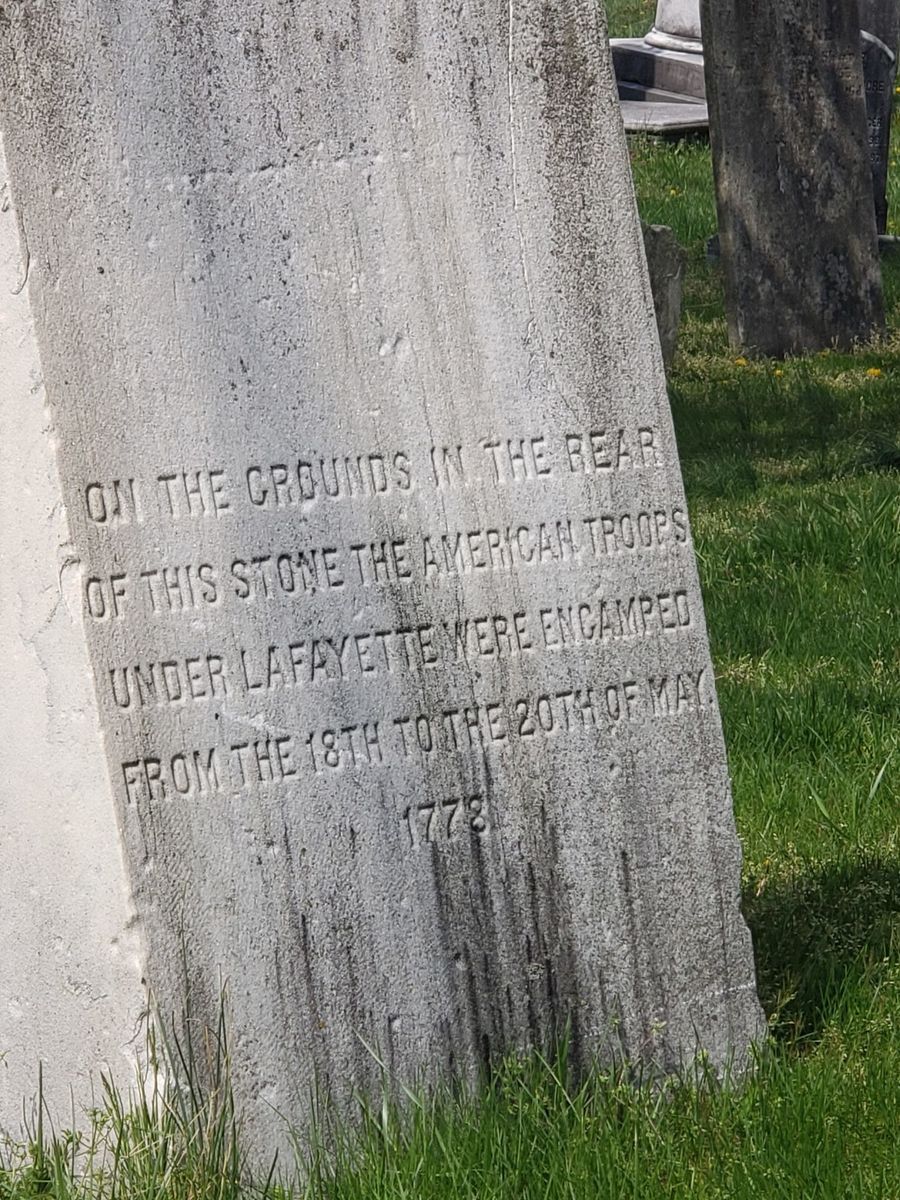 ON THE GROUNDS IN THE REAR
OF THIS STONE THE AMERICAN TROOPS
UNDER LAFAYETTE WERE ENCAMPED
FROM THE 18TH TO THE 20TH OF MAY.
1778